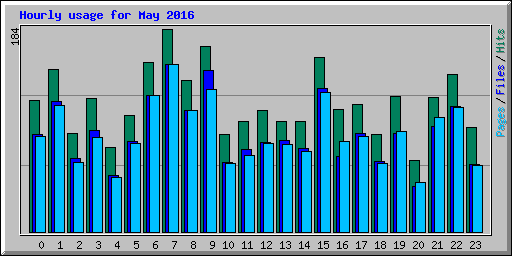 Hourly usage for May 2016
184
Pages / Files / Hits
0 1 2 3 4 5 6 7 8 9 10 11 12 13 14 15 16 17 18 19 20 21 22 23